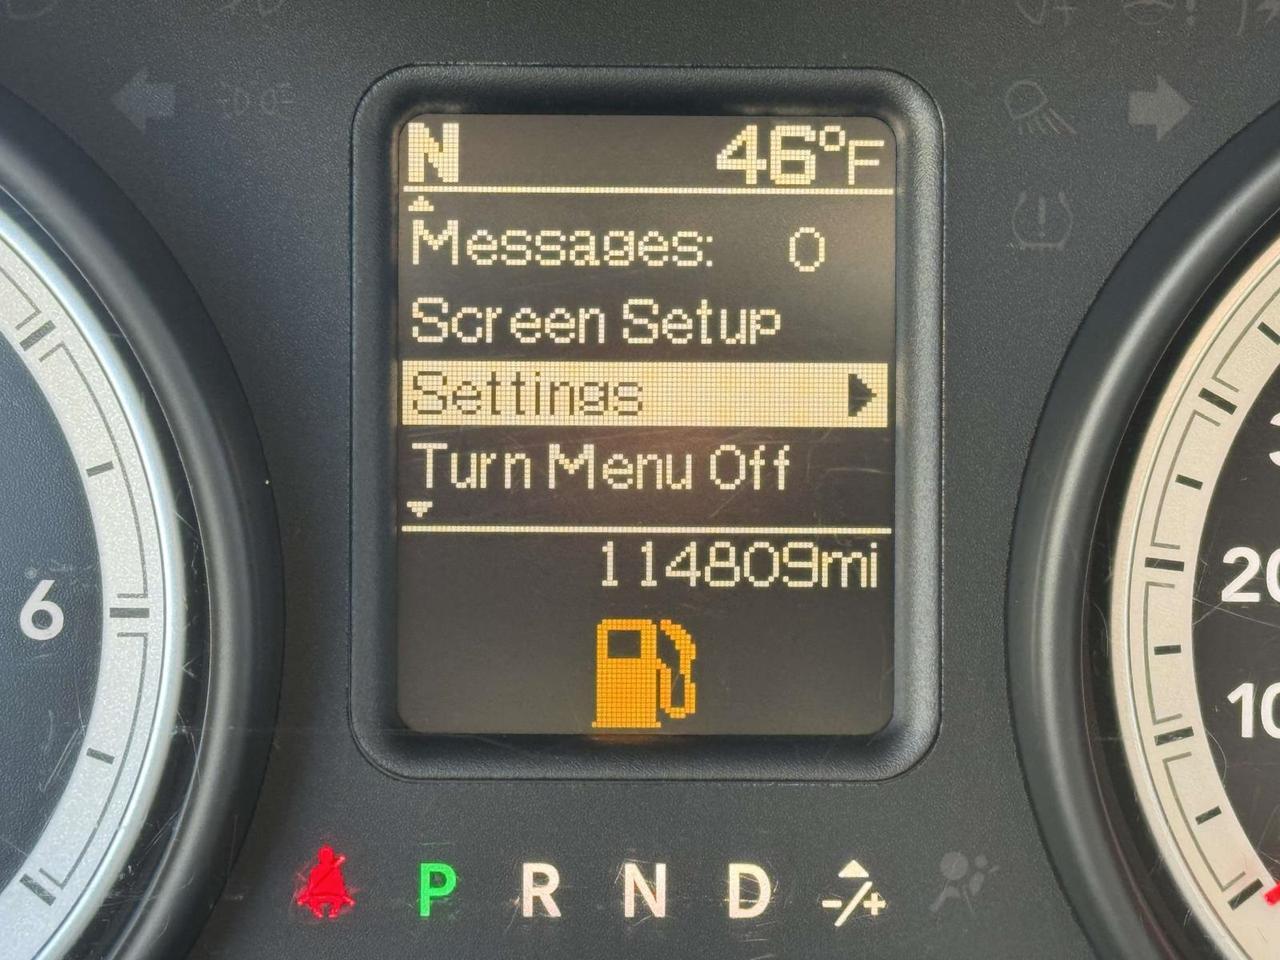 N 46°F
Messages: 0
Screen Setup
Settings
Turn Menu Off
114809mi
6
20
10
P R N D -/+